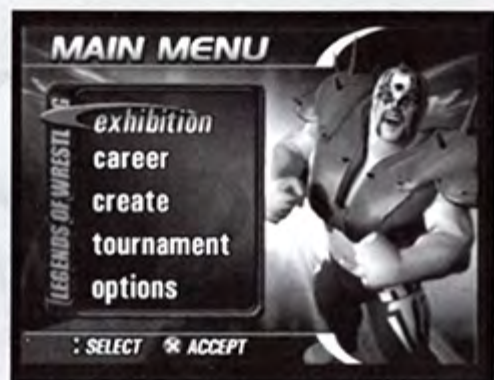 MAIN MENU
LEGENDS OF WRESTLING
exhibition
career
create
tournament
options
: SELECT ⊗ ACCEPT